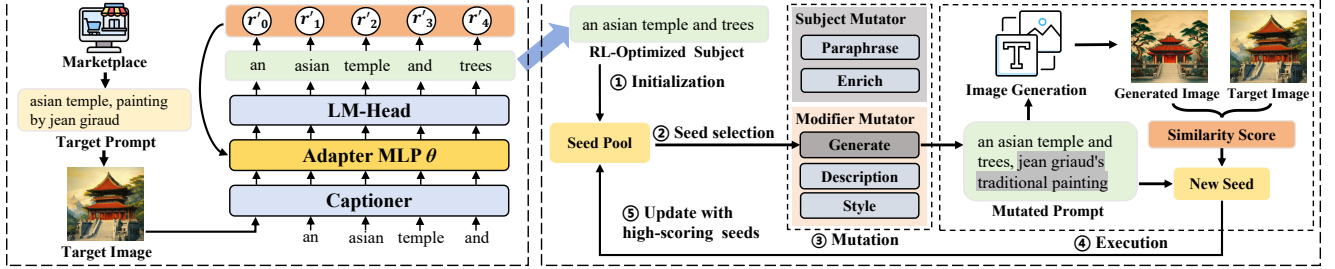 Marketplace
asian temple, painting
by jean giraud
Target Prompt
Target Image
r'0 r'1 r'2 r'3 r'4
an asian temple and trees
LM-Head
Adapter MLP θ
Captioner
an asian temple and
an asian temple and trees
RL-Optimized Subject
① Initialization
Seed Pool
② Seed selection
⑤ Update with
high-scoring seeds
Subject Mutator
Paraphrase
Enrich
Modifier Mutator
Generate
Description
Style
③ Mutation
T
Image Generation
an asian temple and
trees, jean griaud's
traditional painting
Mutated Prompt
Generated Image
Target Image
Similarity Score
New Seed
④ Execution